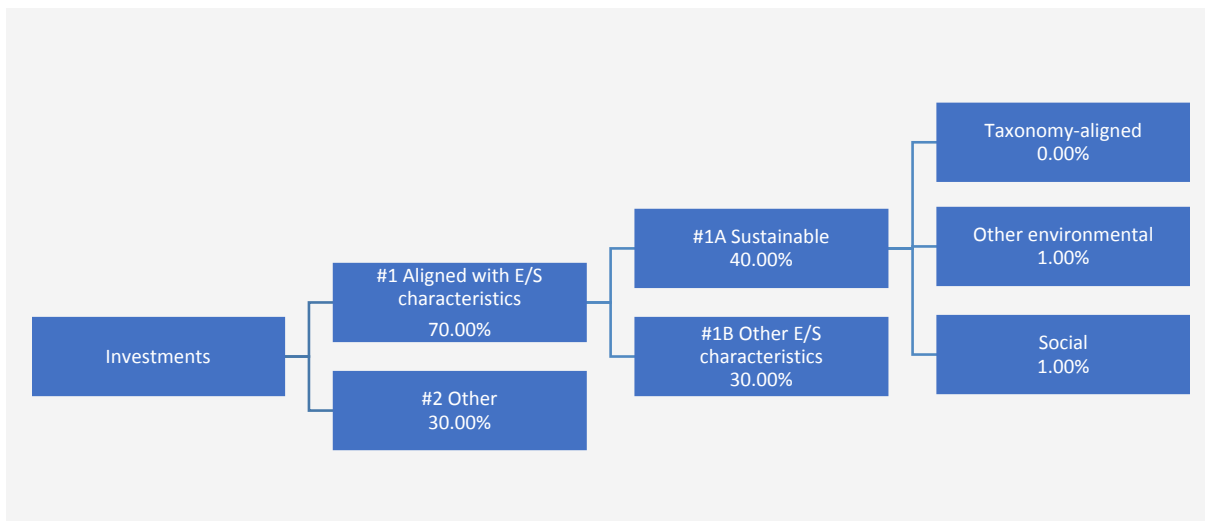 Investments
#1 Aligned with E/S
characteristics
70.00%
#2 Other
30.00%
#1A Sustainable
40.00%
#1B Other E/S
characteristics
30.00%
Taxonomy-aligned
0.00%
Other environmental
1.00%
Social
1.00%